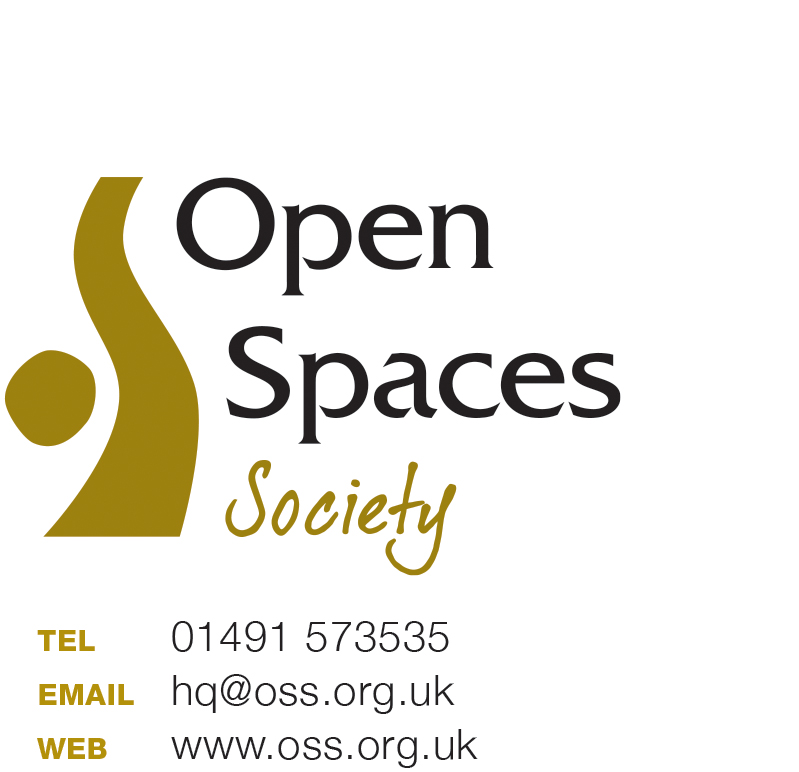 Open
Spaces
Society
TEL 01491 573535
EMAIL hq@oss.org.uk
WEB www.oss.org.uk